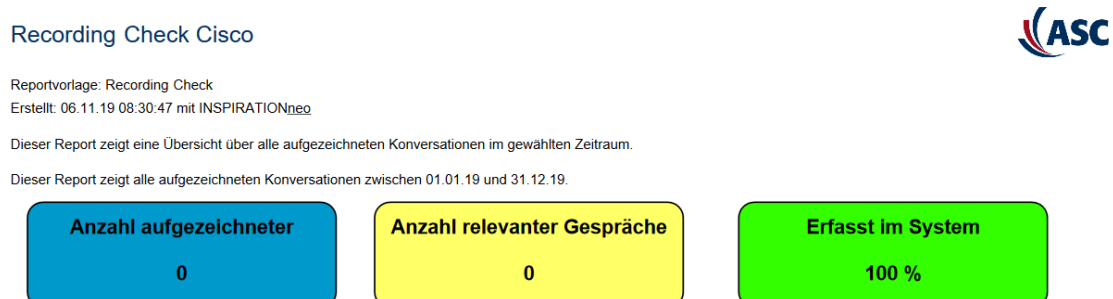 Recording Check Cisco
ASC
Reportvorlage: Recording Check
Erstellt: 06.11.19 08:30:47 mit INSPIRATIONneo
Dieser Report zeigt eine Übersicht über alle aufgezeichneten Konversationen im gewählten Zeitraum.
Dieser Report zeigt alle aufgezeichneten Konversationen zwischen 01.01.19 und 31.12.19.
Anzahl aufgezeichneter
0
Anzahl relevanter Gespräche
0
Erfasst im System
100 %